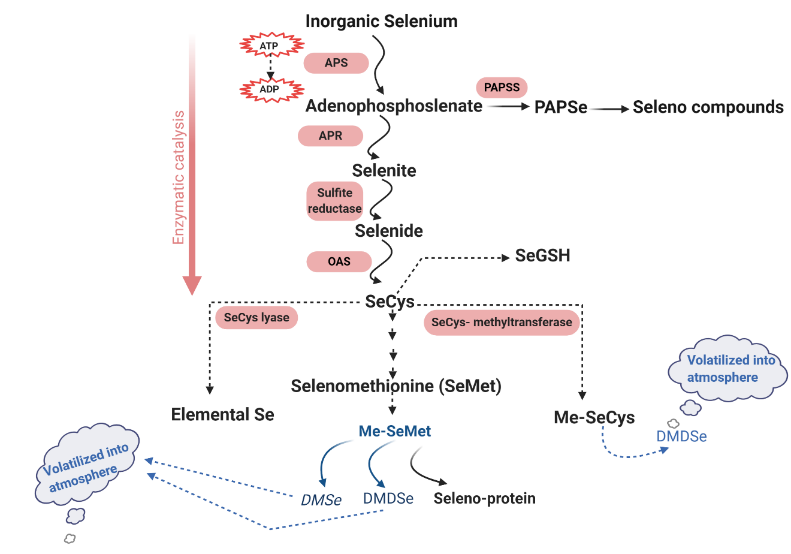 Inorganic Selenium
ATP
APS
ADP
Adenophosphoslenate
PAPSS
PAPSe
Seleno compounds
APR
Selenite
Enzymatic catalysis
Sulfite
reductase
Selenide
OAS
SeGSH
SeCys
SeCys lyase
SeCys- methyltransferase
Volatilized into
atmosphere
Selenomethionine (SeMet)
Elemental Se
Me-SeCys
Me-SeMet
DMDSe
Volatilized into
atmosphere
DMSe
DMDSe
Seleno-protein